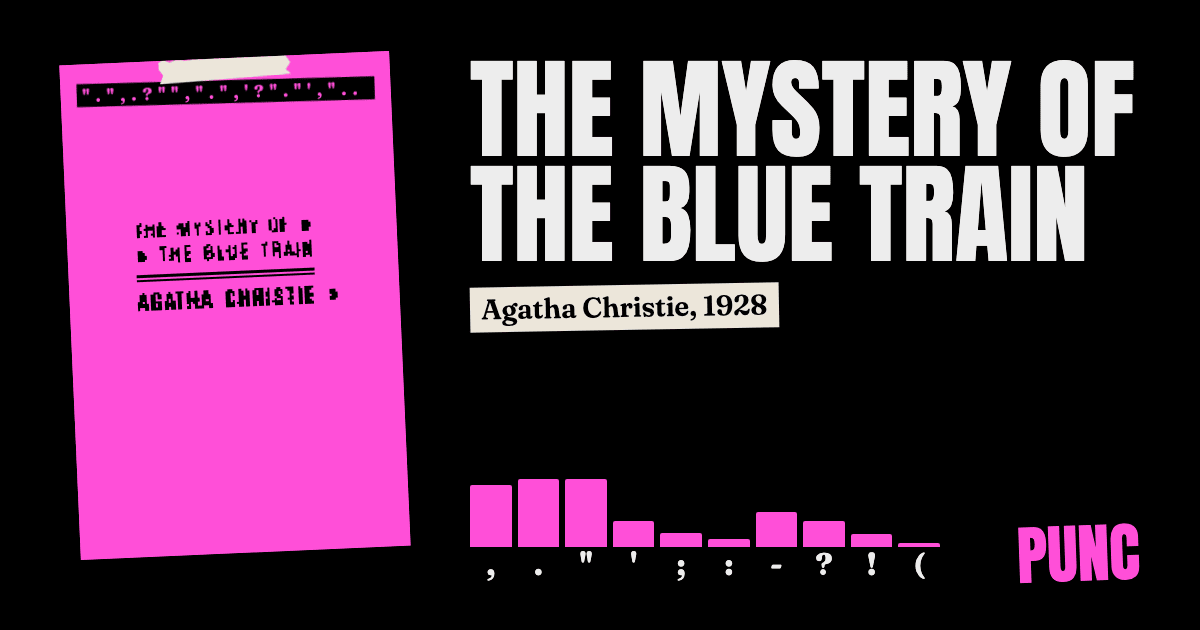 ".",.?"",".",'?"."',"..
THE MYSTERY OF
THE BLUE TRAIN
AGATHA CHRISTIE
THE MYSTERY OF
THE BLUE TRAIN
Agatha Christie, 1928
, . " ' ; : - ? ! (
PUNC